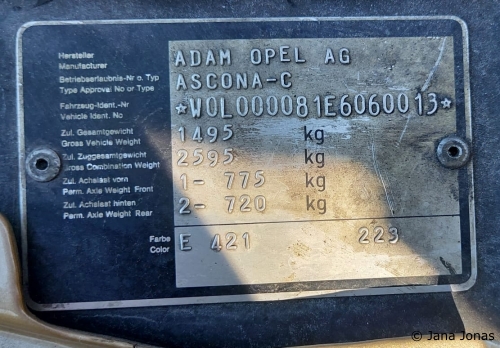 Hersteller
Manufacturer
ADAM OPEL AG
Betriebserlaubnis-Nr o. Typ
Type Approval No or Type
ASCONA-C
Fahrzeug-Ident.-Nr
Vehicle Ident. No
*W0L000081E6060013*
Zul. Gesamtgewicht
Gross Vehicle Weight
1495 kg
Zul. Zuggesamtgewicht
Gross Combination Weight
2595 kg
Zul. Achslast vorn
Perm. Axle Weight Front
1- 775 kg
Zul. Achslast hinten
Perm. Axle Weight Rear
2- 720 kg
Farbe
Color
E 421 223
© Jana Jonas